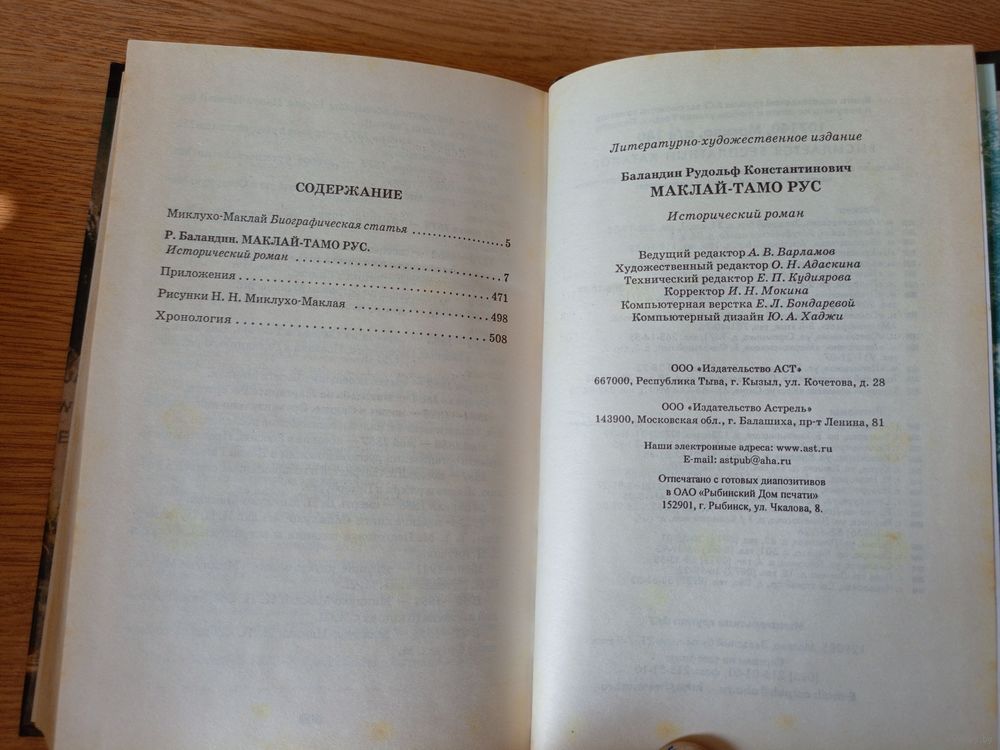 СОДЕРЖАНИЕ
Миклухо-Маклай Биографическая статья . . . . . . . . . . . . . . 5
Р. Баландин. МАКЛАЙ-ТАМО РУС.
Исторический роман . . . . . . . . . . . . . . . . . . . . . . . . . . . . . . 7
Приложения . . . . . . . . . . . . . . . . . . . . . . . . . . . . . . . . . . . 471
Рисунки Н. Н. Миклухо-Маклая . . . . . . . . . . . . . . . . . . . 498
Хронология . . . . . . . . . . . . . . . . . . . . . . . . . . . . . . . . . . . 508
Литературно-художественное издание
Баландин Рудольф Константинович
МАКЛАЙ-ТАМО РУС
Исторический роман
Ведущий редактор А. В. Варламов
Художественный редактор О. Н. Адаскина
Технический редактор Е. П. Кудиярова
Корректор И. Н. Мокина
Компьютерная верстка Е. Л. Бондаревой
Компьютерный дизайн Ю. А. Хаджи
ООО «Издательство АСТ»
667000, Республика Тыва, г. Кызыл, ул. Кочетова, д. 28
ООО «Издательство Астрель»
143900, Московская обл., г. Балашиха, пр-т Ленина, 81
Наши электронные адреса: www.ast.ru
E-mail: astpub@aha.ru
Отпечатано с готовых диапозитивов
в ОАО «Рыбинский Дом печати»
152901, г. Рыбинск, ул. Чкалова, 8.